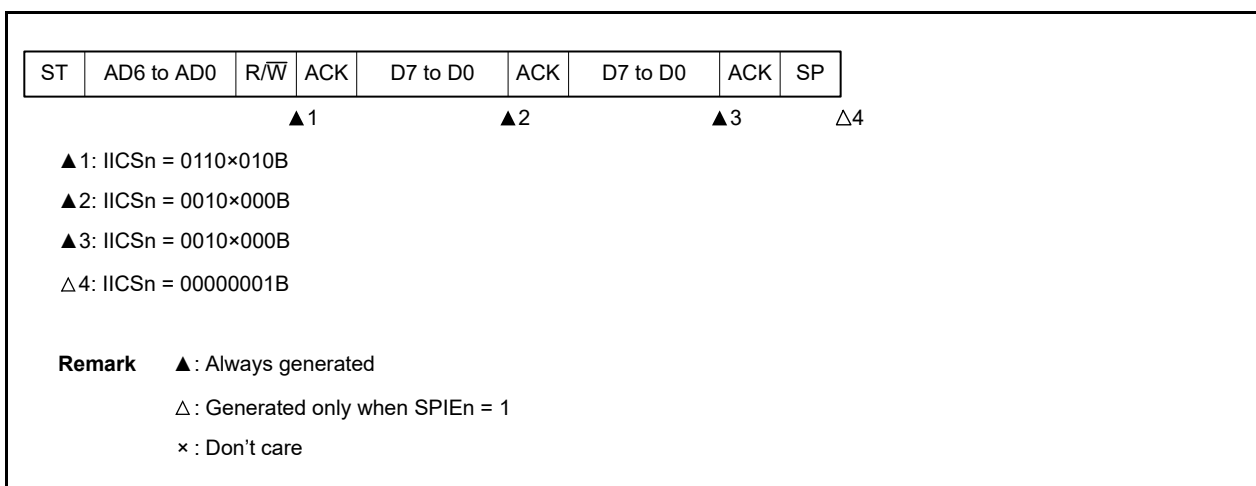 ST AD6 to AD0 R/W̅ ACK D7 to D0 ACK D7 to D0 ACK SP
▲1 ▲2 ▲3 △4
▲1: IICSn = 0110×010B
▲2: IICSn = 0010×000B
▲3: IICSn = 0010×000B
△4: IICSn = 00000001B
Remark ▲: Always generated
△: Generated only when SPIEn = 1
×: Don't care